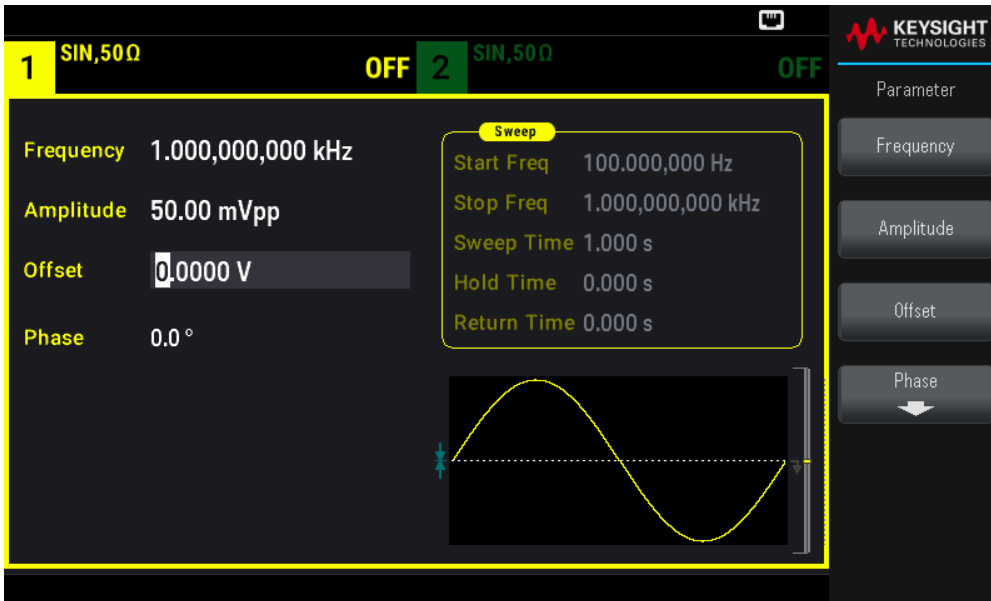 KEYSIGHT
TECHNOLOGIES
1 SIN,50Ω OFF
2 SIN,50Ω OFF
Parameter
Frequency 1.000,000,000 kHz
Amplitude 50.00 mVpp
Offset 0.0000 V
Phase 0.0 °
Sweep
Start Freq 100.000,000 Hz
Stop Freq 1.000,000,000 kHz
Sweep Time 1.000 s
Hold Time 0.000 s
Return Time 0.000 s
Frequency
Amplitude
Offset
Phase